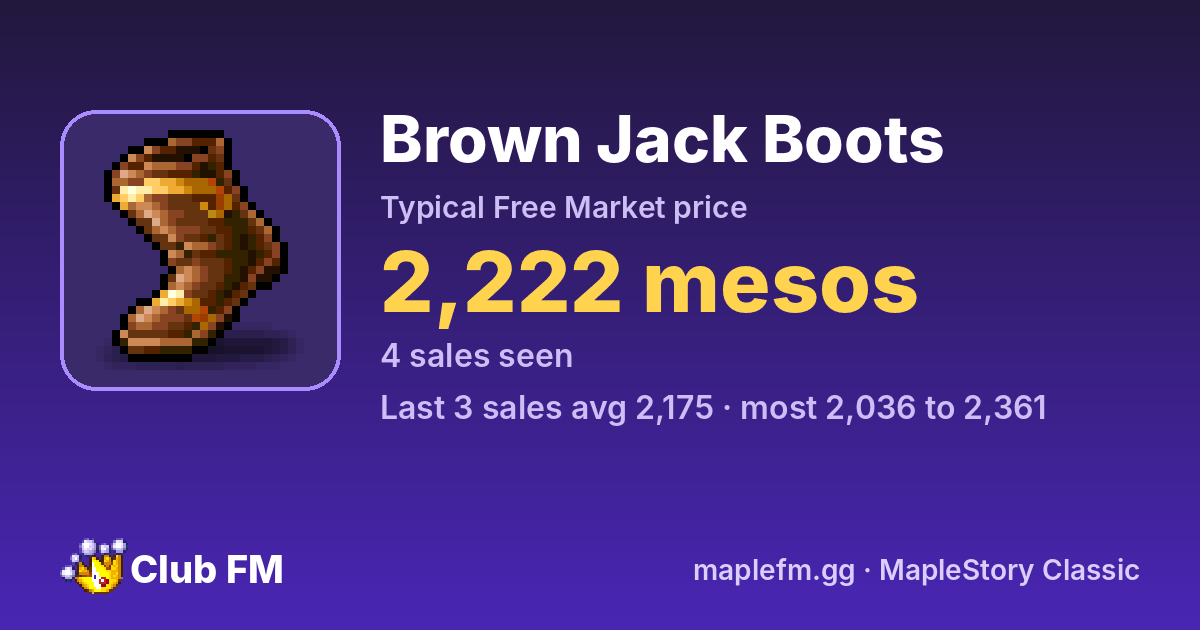 Brown Jack Boots
Typical Free Market price
2,222 mesos
4 sales seen
Last 3 sales avg 2,175 · most 2,036 to 2,361
Club FM
maplefm.gg · MapleStory Classic